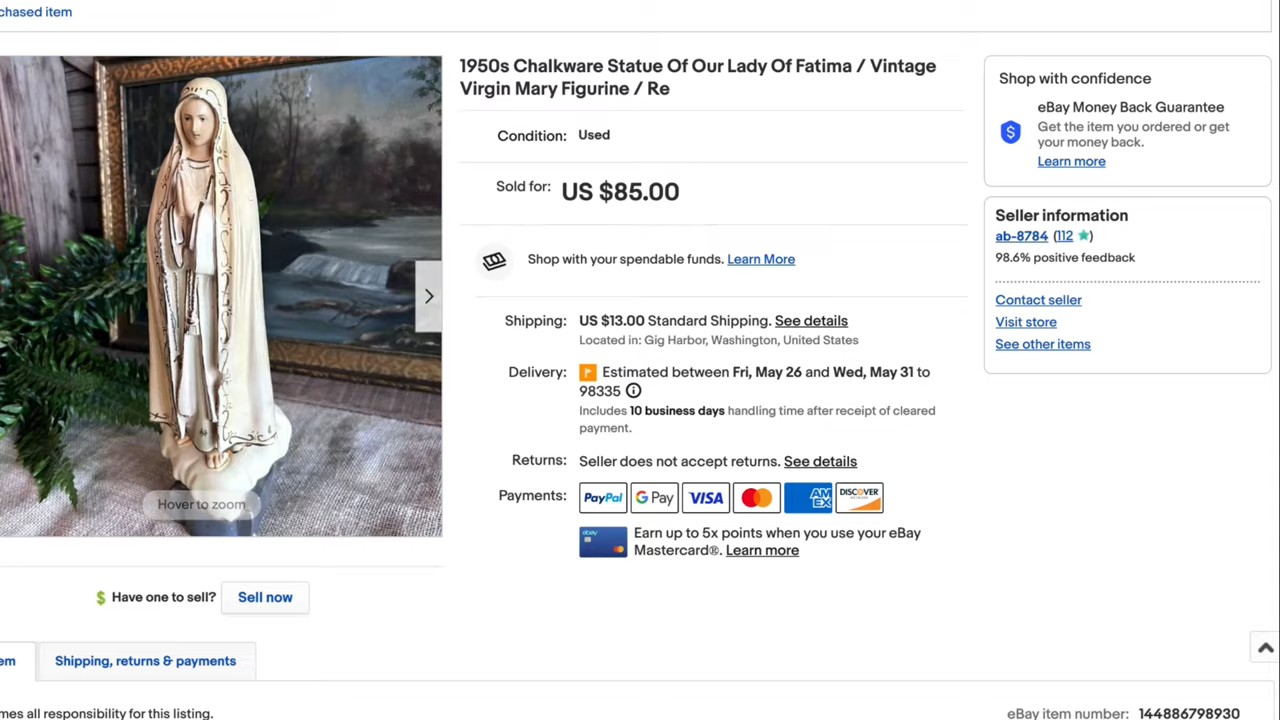 chased item
1950s Chalkware Statue Of Our Lady Of Fatima / Vintage
Virgin Mary Figurine / Re
Condition: Used
Sold for: US $85.00
Shop with your spendable funds. Learn More
Shipping: US $13.00 Standard Shipping. See details
Located in: Gig Harbor, Washington, United States
Delivery: Estimated between Fri, May 26 and Wed, May 31 to
98335
Includes 10 business days handling time after receipt of cleared
payment.
Returns: Seller does not accept returns. See details
Payments: PayPal G Pay VISA AM EX DISCOVER
ebay Earn up to 5x points when you use your eBay
Mastercard®. Learn more
Shop with confidence
eBay Money Back Guarantee
Get the item you ordered or get
your money back.
Learn more
Seller information
ab-8784 (112)
98.6% positive feedback
Contact seller
Visit store
See other items
Hover to zoom
Have one to sell? Sell now
em Shipping, returns & payments
mes all responsibility for this listing.
eBay item number: 144886798930